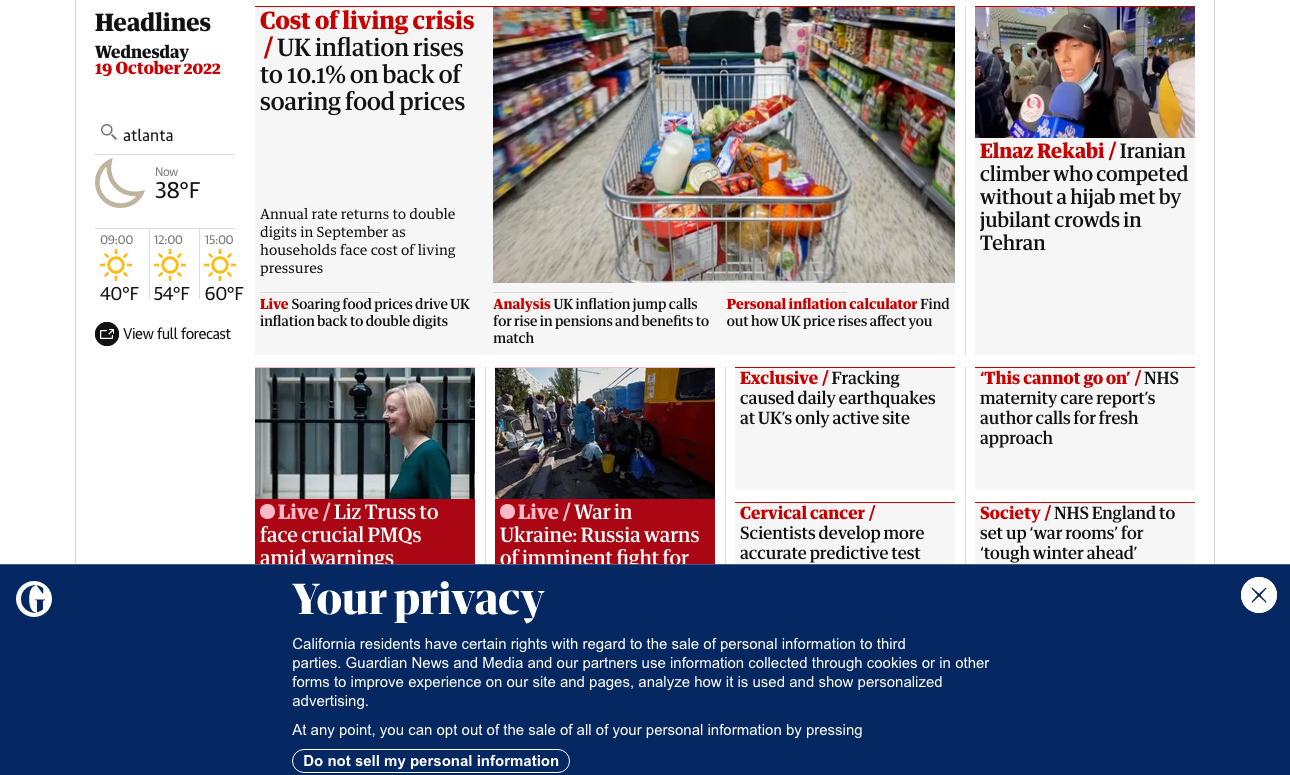 Headlines
Wednesday
19 October 2022
atlanta
Now
38°F
09:00
40°F
12:00
54°F
15:00
60°F
View full forecast
Cost of living crisis
/ UK inflation rises
to 10.1% on back of
soaring food prices
Annual rate returns to double
digits in September as
households face cost of living
pressures
Live Soaring food prices drive UK
inflation back to double digits
Analysis UK inflation jump calls
for rise in pensions and benefits to
match
Personal inflation calculator Find
out how UK price rises affect you
Elnaz Rekabi / Iranian
climber who competed
without a hijab met by
jubilant crowds in
Tehran
Live / Liz Truss to
face crucial PMQs
amid warnings
Live / War in
Ukraine: Russia warns
of imminent fight for
Exclusive / Fracking
caused daily earthquakes
at UK’s only active site
‘This cannot go on’ / NHS
maternity care report’s
author calls for fresh
approach
Cervical cancer /
Scientists develop more
accurate predictive test
Society / NHS England to
set up ‘war rooms’ for
‘tough winter ahead’
Your privacy
California residents have certain rights with regard to the sale of personal information to third
parties. Guardian News and Media and our partners use information collected through cookies or in other
forms to improve experience on our site and pages, analyze how it is used and show personalized
advertising.
At any point, you can opt out of the sale of all of your personal information by pressing
Do not sell my personal information